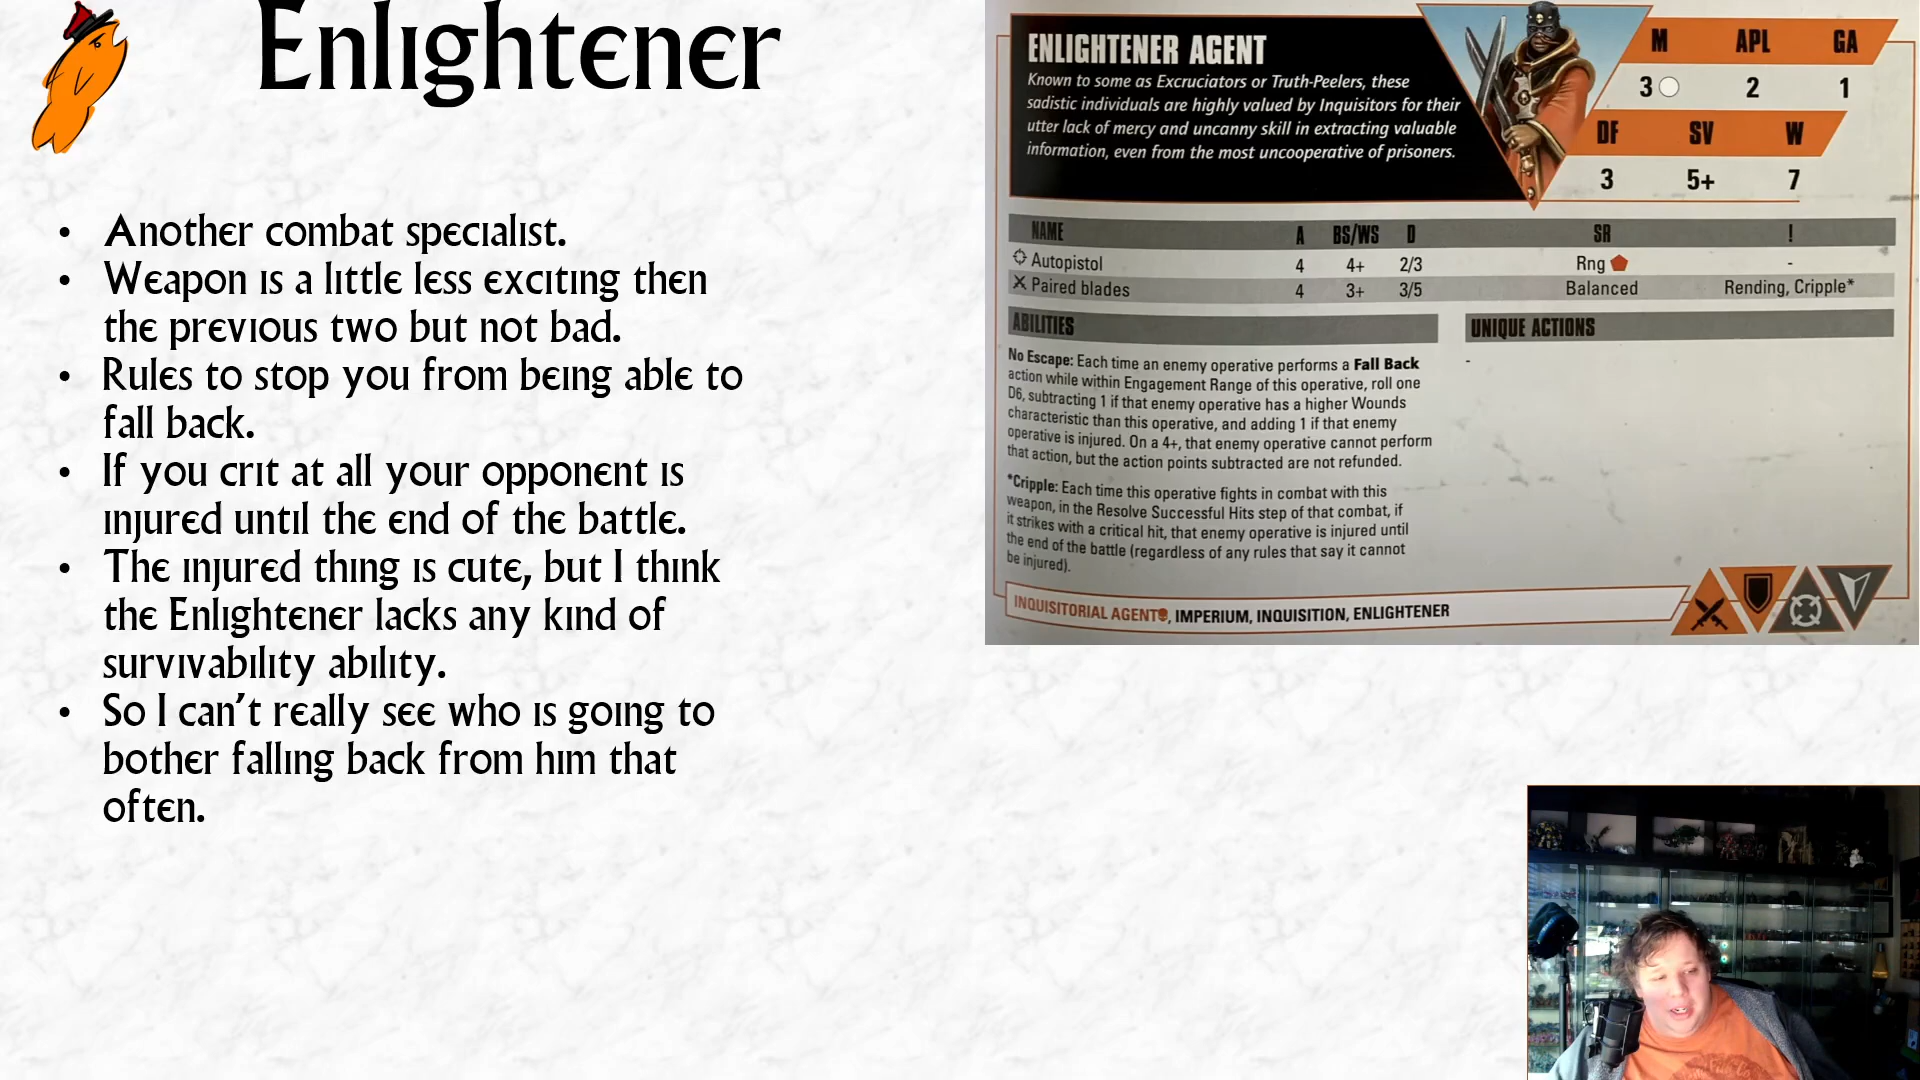 Enlightener
• Another combat specialist.
• Weapon is a little less exciting then
the previous two but not bad.
• Rules to stop you from being able to
fall back.
• If you crit at all your opponent is
injured until the end of the battle.
• The injured thing is cute, but I think
the Enlightener lacks any kind of
survivability ability.
• So I can't really see who is going to
bother falling back from him that
often.
ENLIGHTENER AGENT
Known to some as Excruciators or Truth-Peelers, these
sadistic individuals are highly valued by Inquisitors for their
utter lack of mercy and uncanny skill in extracting valuable
information, even from the most uncooperative of prisoners.
M APL GA
3 2 1
DF SV W
3 5+ 7
NAME A BS/WS D SR !
Autopistol 4 4+ 2/3 Rng -
Paired blades 4 3+ 3/5 Balanced Rending, Cripple*
ABILITIES
No Escape: Each time an enemy operative performs a Fall Back
action while within Engagement Range of this operative, roll one
D6, subtracting 1 if that enemy operative has a higher Wounds
characteristic than this operative, and adding 1 if that enemy
operative is injured. On a 4+, that enemy operative cannot perform
that action, but the action points subtracted are not refunded.
*Cripple: Each time this operative fights in combat with this
weapon, in the Resolve Successful Hits step of that combat, if
it strikes with a critical hit, that enemy operative is injured until
the end of the battle (regardless of any rules that say it cannot
be injured).
UNIQUE ACTIONS
-
INQUISITORIAL AGENT, IMPERIUM, INQUISITION, ENLIGHTENER